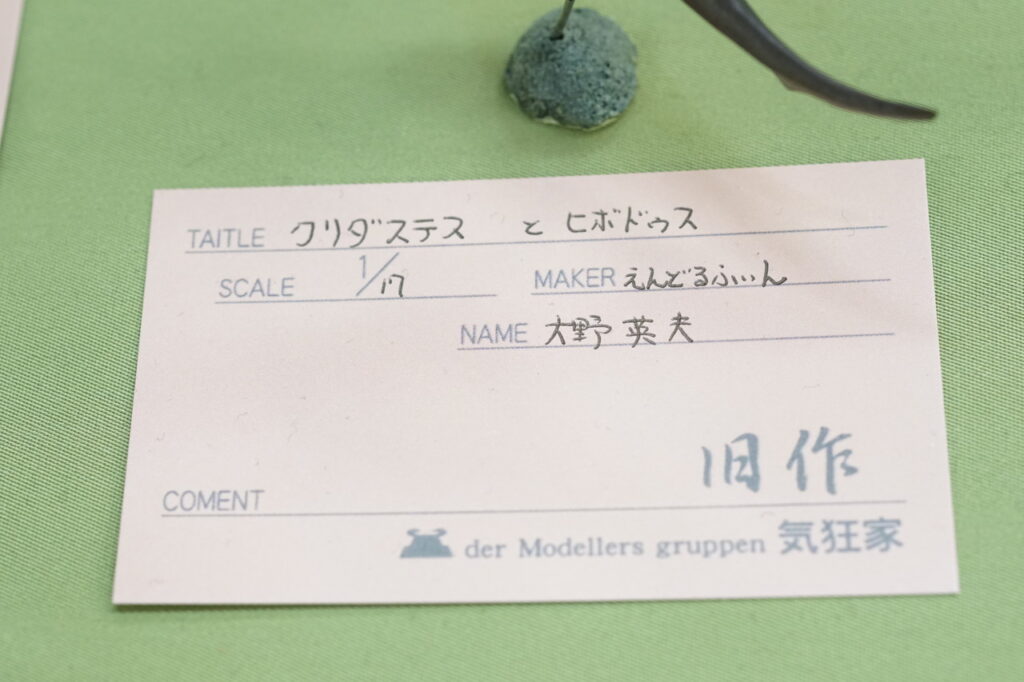 TAITLE クリダステス と ヒボドゥス
SCALE 1/17 MAKER えんどるふぃん
NAME 大野 英夫
旧作
COMENT
der Modellers gruppen 気狂家